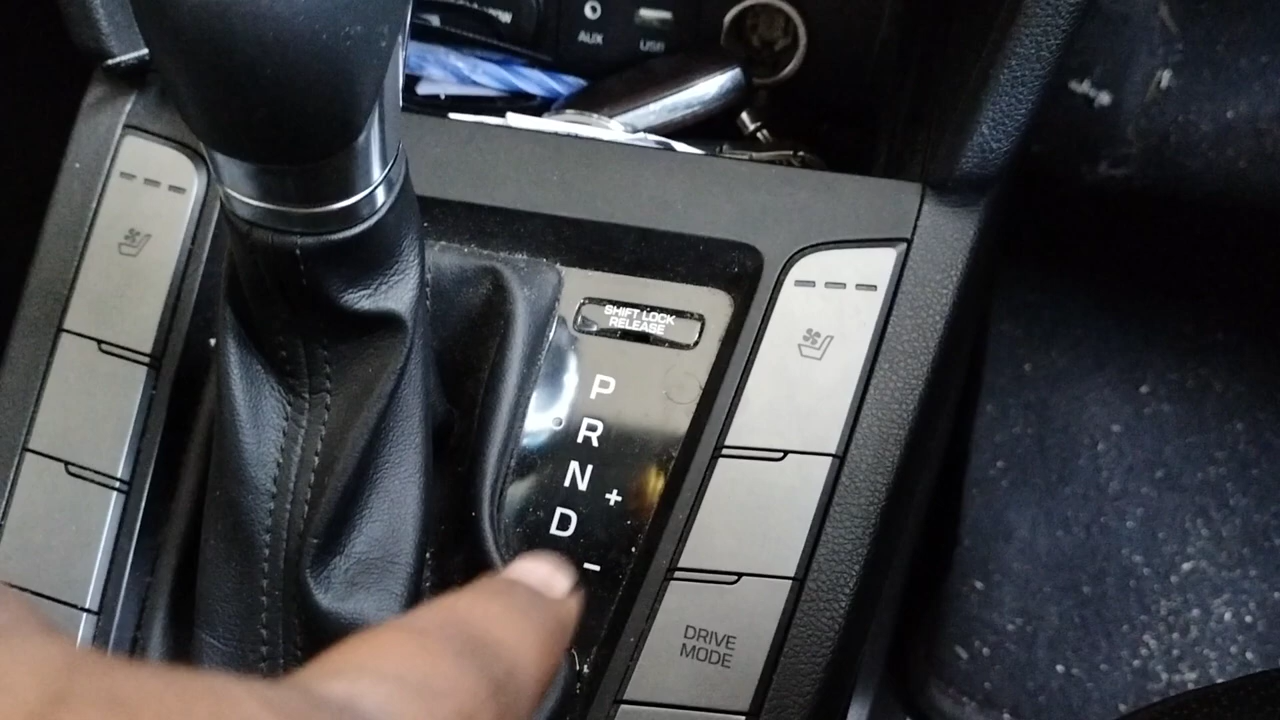 AUX
USB
SHIFT LOCK
RELEASE
P
R
N
+
D
-
DRIVE
MODE